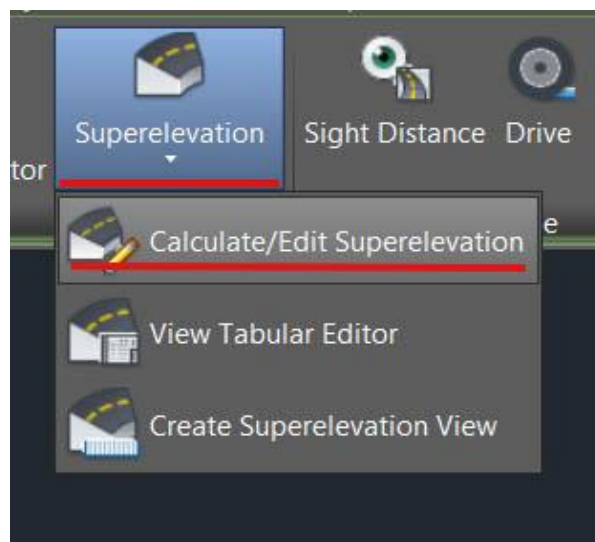 Superelevation
Sight Distance
Drive
tor
Calculate/Edit Superelevation
e
View Tabular Editor
Create Superelevation View